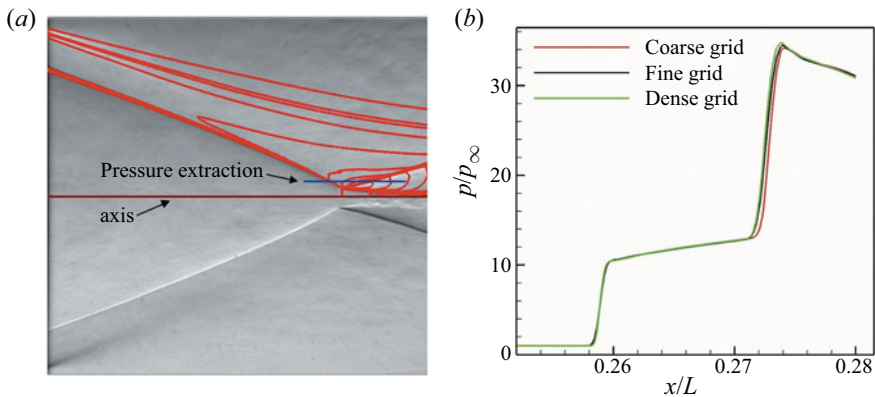 (a)
Pressure extraction
axis
(b)
Coarse grid
Fine grid
Dense grid
p/p∞
30
20
10
0
0.26
0.27
0.28
x/L